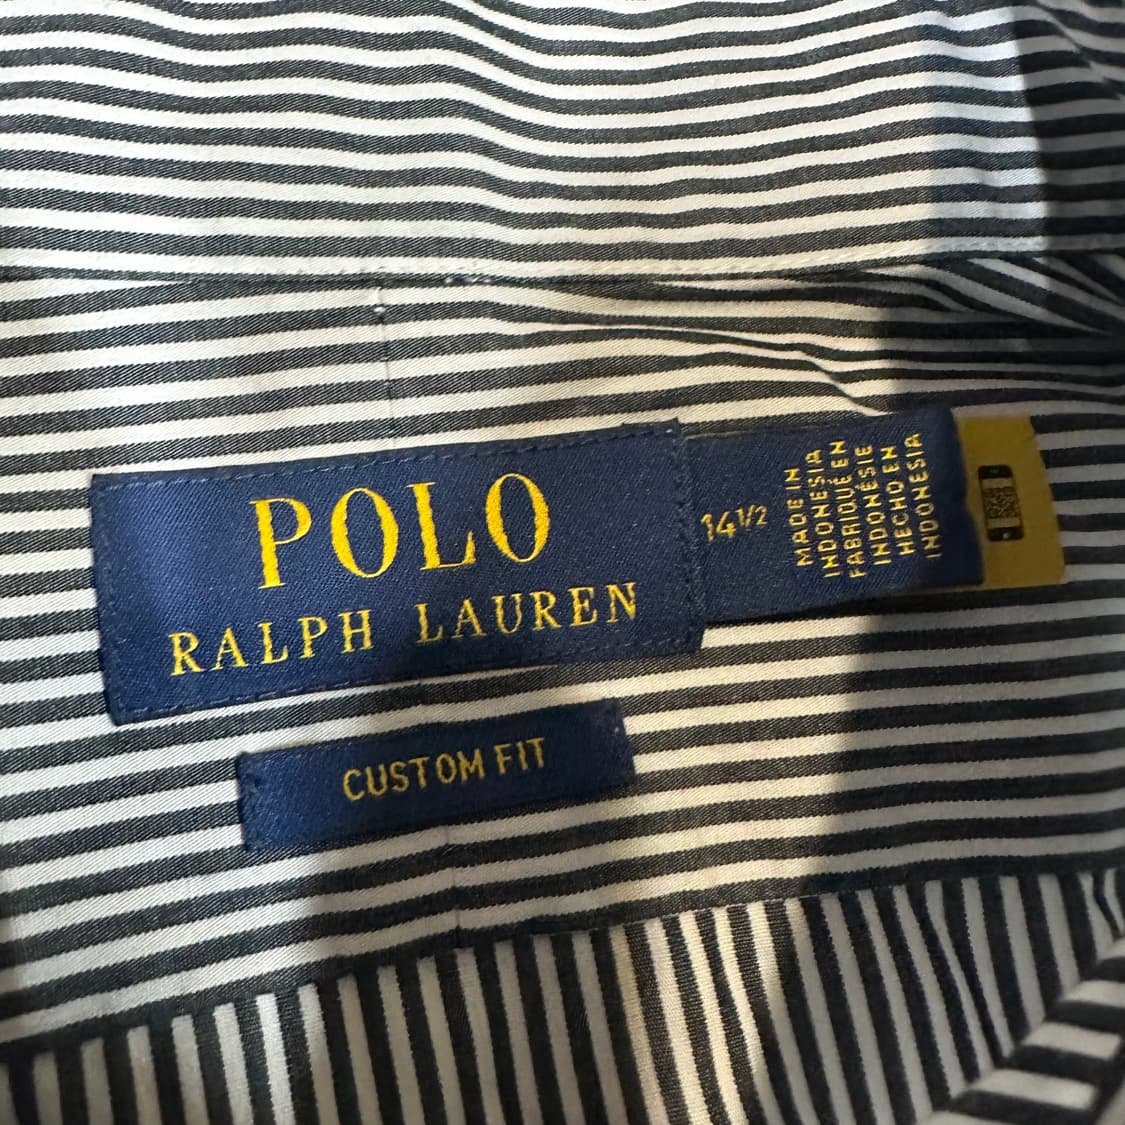 POLO
RALPH LAUREN
14 1/2
MADE IN
INDONESIA
FABRIQUÉ EN
INDONÉSIE
HECHO EN
INDONESIA
CUSTOM FIT